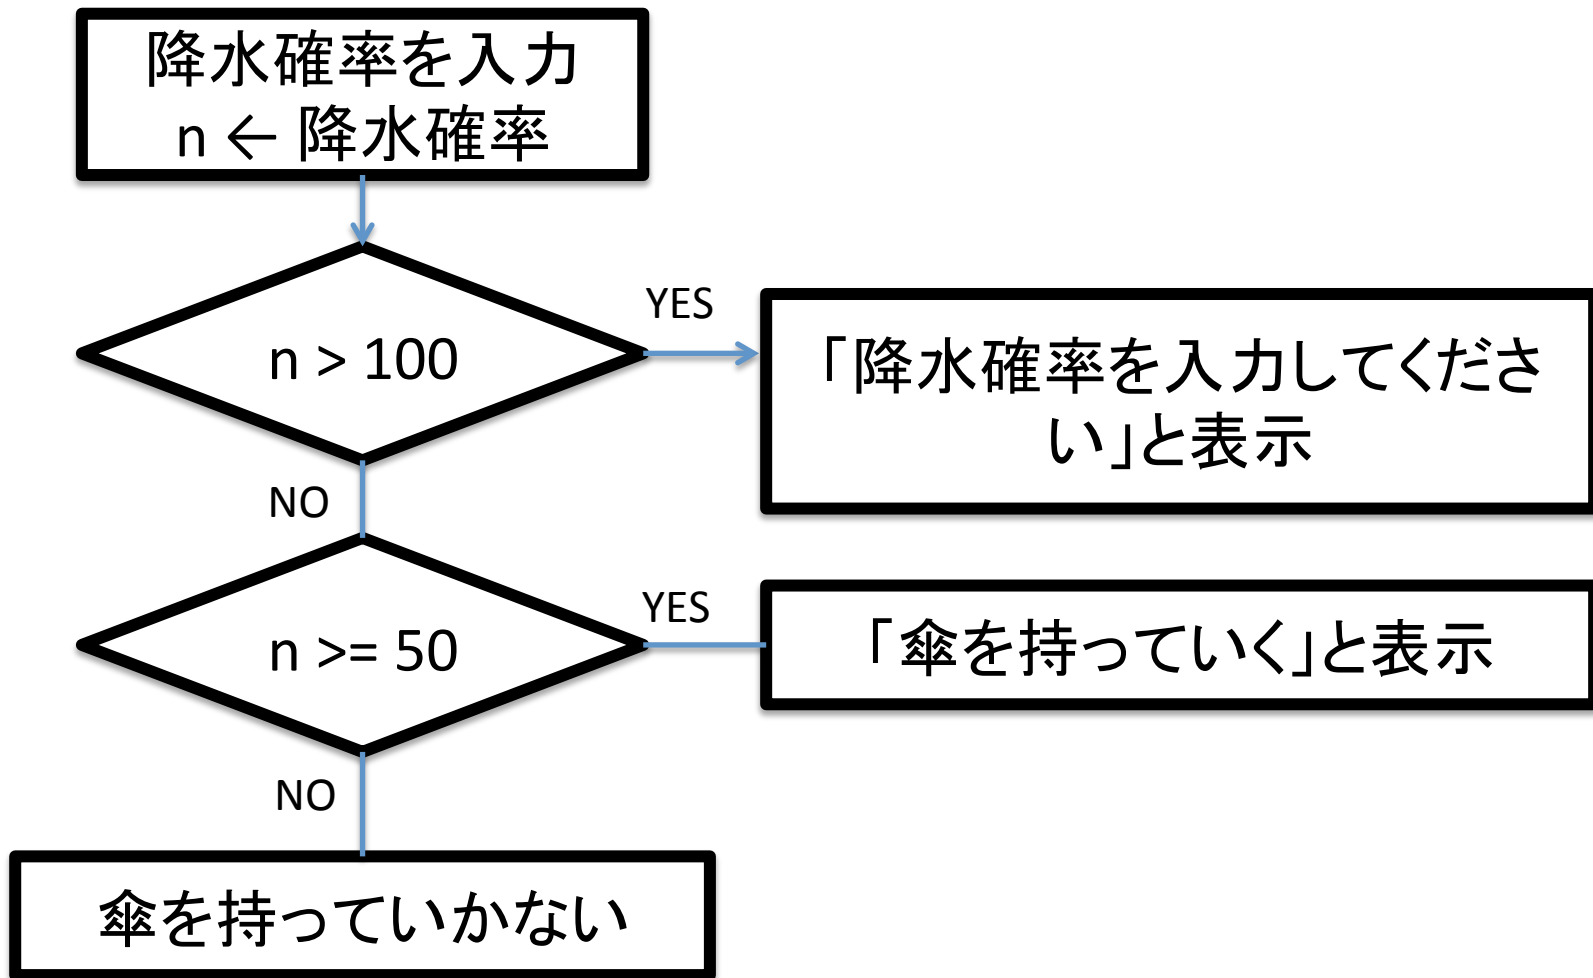 降水確率を入力
n ← 降水確率
n > 100
YES
「降水確率を入力してくださ
い」と表示
NO
n >= 50
YES
「傘を持っていく」と表示
NO
傘を持っていかない